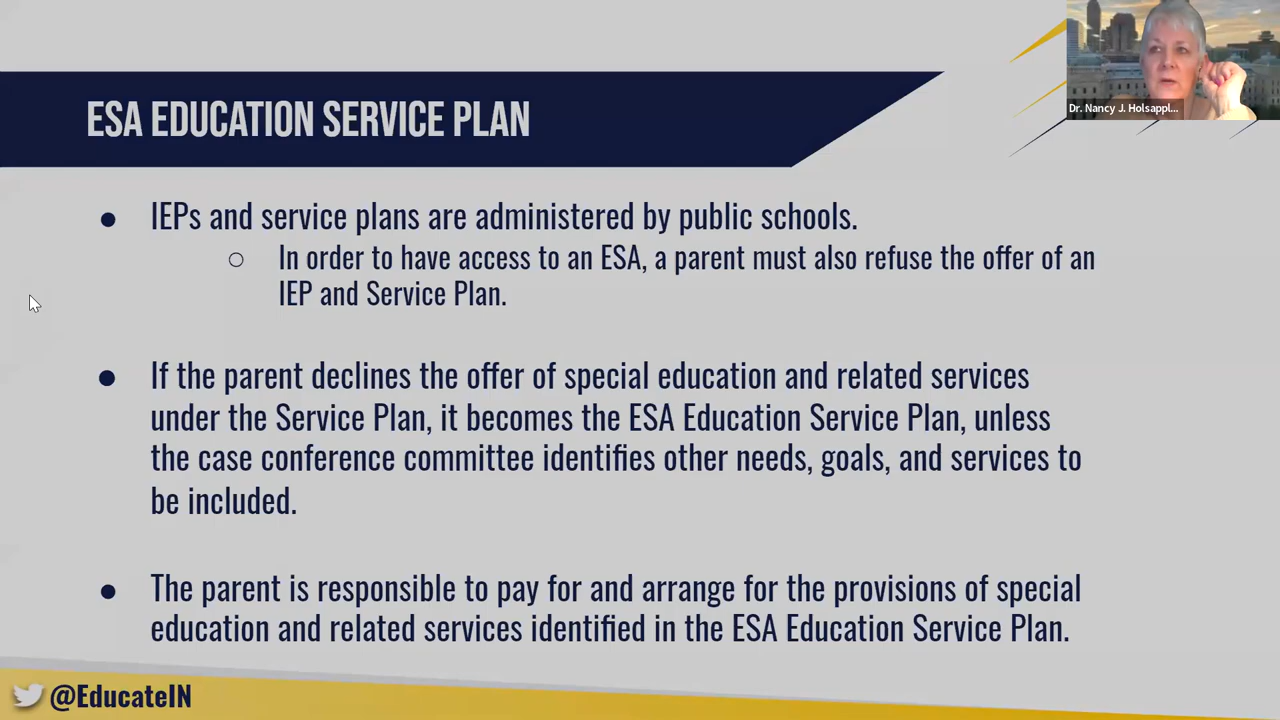 ESA EDUCATION SERVICE PLAN
Dr. Nancy J. Holsappl...
● IEPs and service plans are administered by public schools.
○ In order to have access to an ESA, a parent must also refuse the offer of an
IEP and Service Plan.
● If the parent declines the offer of special education and related services
under the Service Plan, it becomes the ESA Education Service Plan, unless
the case conference committee identifies other needs, goals, and services to
be included.
● The parent is responsible to pay for and arrange for the provisions of special
education and related services identified in the ESA Education Service Plan.
@EducateIN